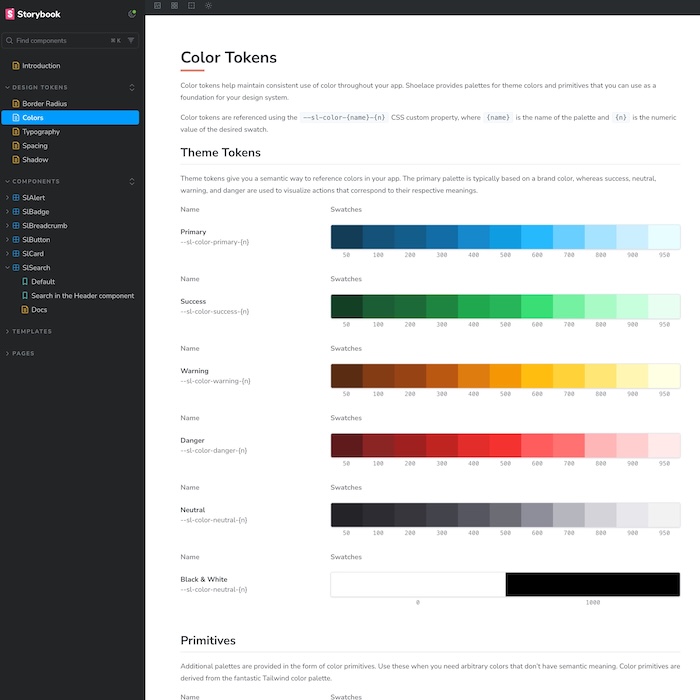 Storybook
Find components
⌘ K
Introduction
DESIGN TOKENS
Border Radius
Colors
Typography
Spacing
Shadow
COMPONENTS
SlAlert
SlBadge
SlBreadcrumb
SlButton
SlCard
SlSearch
Default
Search in the Header component
Docs
TEMPLATES
PAGES
Color Tokens
Color tokens help maintain consistent use of color throughout your app. Shoelace provides palettes for theme colors and primitives that you can use as a
foundation for your design system.
Color tokens are referenced using the --sl-color-{name}-{n} CSS custom property, where {name} is the name of the palette and {n} is the numeric
value of the desired swatch.
Theme Tokens
Theme tokens give you a semantic way to reference colors in your app. The primary palette is typically based on a brand color, whereas success, neutral,
warning, and danger are used to visualize actions that correspond to their respective meanings.
Name Swatches
Primary
--sl-color-primary-{n}
50 100 200 300 400 500 600 700 800 900 950
Name Swatches
Success
--sl-color-success-{n}
50 100 200 300 400 500 600 700 800 900 950
Name Swatches
Warning
--sl-color-warning-{n}
50 100 200 300 400 500 600 700 800 900 950
Name Swatches
Danger
--sl-color-danger-{n}
50 100 200 300 400 500 600 700 800 900 950
Name Swatches
Neutral
--sl-color-neutral-{n}
50 100 200 300 400 500 600 700 800 900 950
Name Swatches
Black & White
--sl-color-neutral-{n}
0 1000
Primitives
Additional palettes are provided in the form of color primitives. Use these when you need arbitrary colors that don't have semantic meaning. Color primitives are
derived from the fantastic Tailwind color palette.
Name Swatches